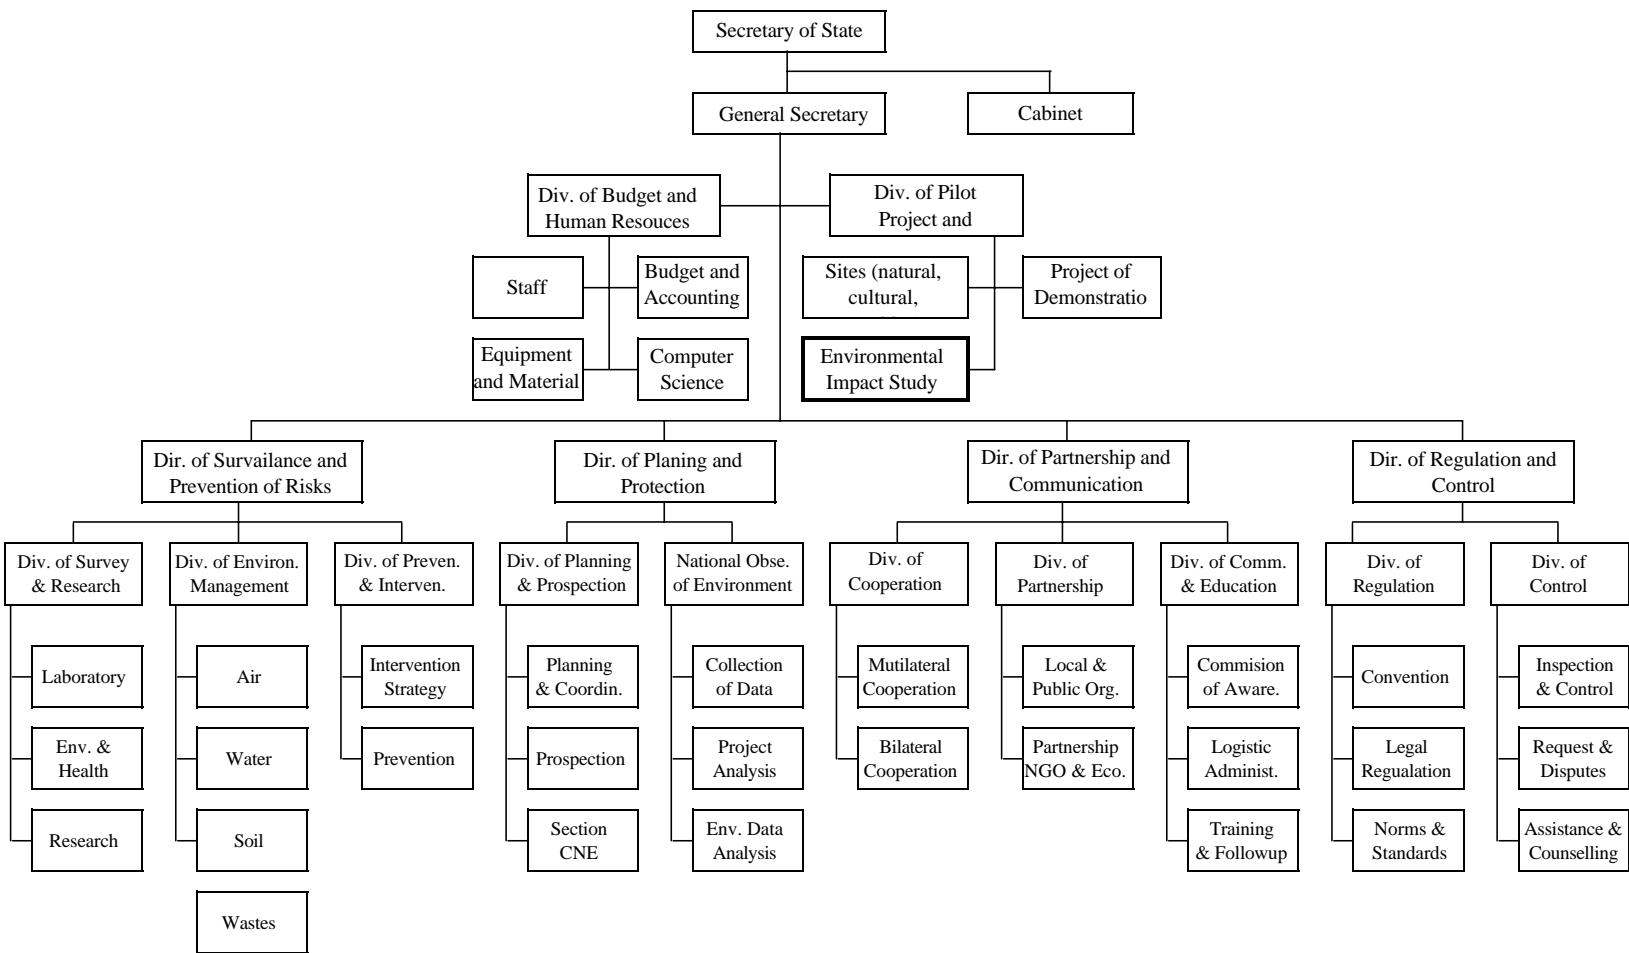 Secretary of State
General Secretary
Cabinet
Div. of Budget and
Human Resouces
Div. of Pilot
Project and
Staff
Budget and
Accounting
Sites (natural,
cultural,
Project of
Demonstratio
Equipment
and Material
Computer
Science
Environmental
Impact Study
Dir. of Survailance and
Prevention of Risks
Dir. of Planing and
Protection
Dir. of Partnership and
Communication
Dir. of Regulation and
Control
Div. of Survey
& Research
Div. of Environ.
Management
Div. of Preven.
& Interven.
Div. of Planning
& Prospection
National Obse.
of Environment
Div. of
Cooperation
Div. of
Partnership
Div. of Comm.
& Education
Div. of
Regulation
Div. of
Control
Laboratory
Air
Intervention
Strategy
Planning
& Coordin.
Collection
of Data
Mutilateral
Cooperation
Local &
Public Org.
Commision
of Aware.
Convention
Inspection
& Control
Env. &
Health
Water
Prevention
Prospection
Project
Analysis
Bilateral
Cooperation
Partnership
NGO & Eco.
Logistic
Administ.
Legal
Regualation
Request &
Disputes
Research
Soil
Section
CNE
Env. Data
Analysis
Training
& Followup
Norms &
Standards
Assistance &
Counselling
Wastes